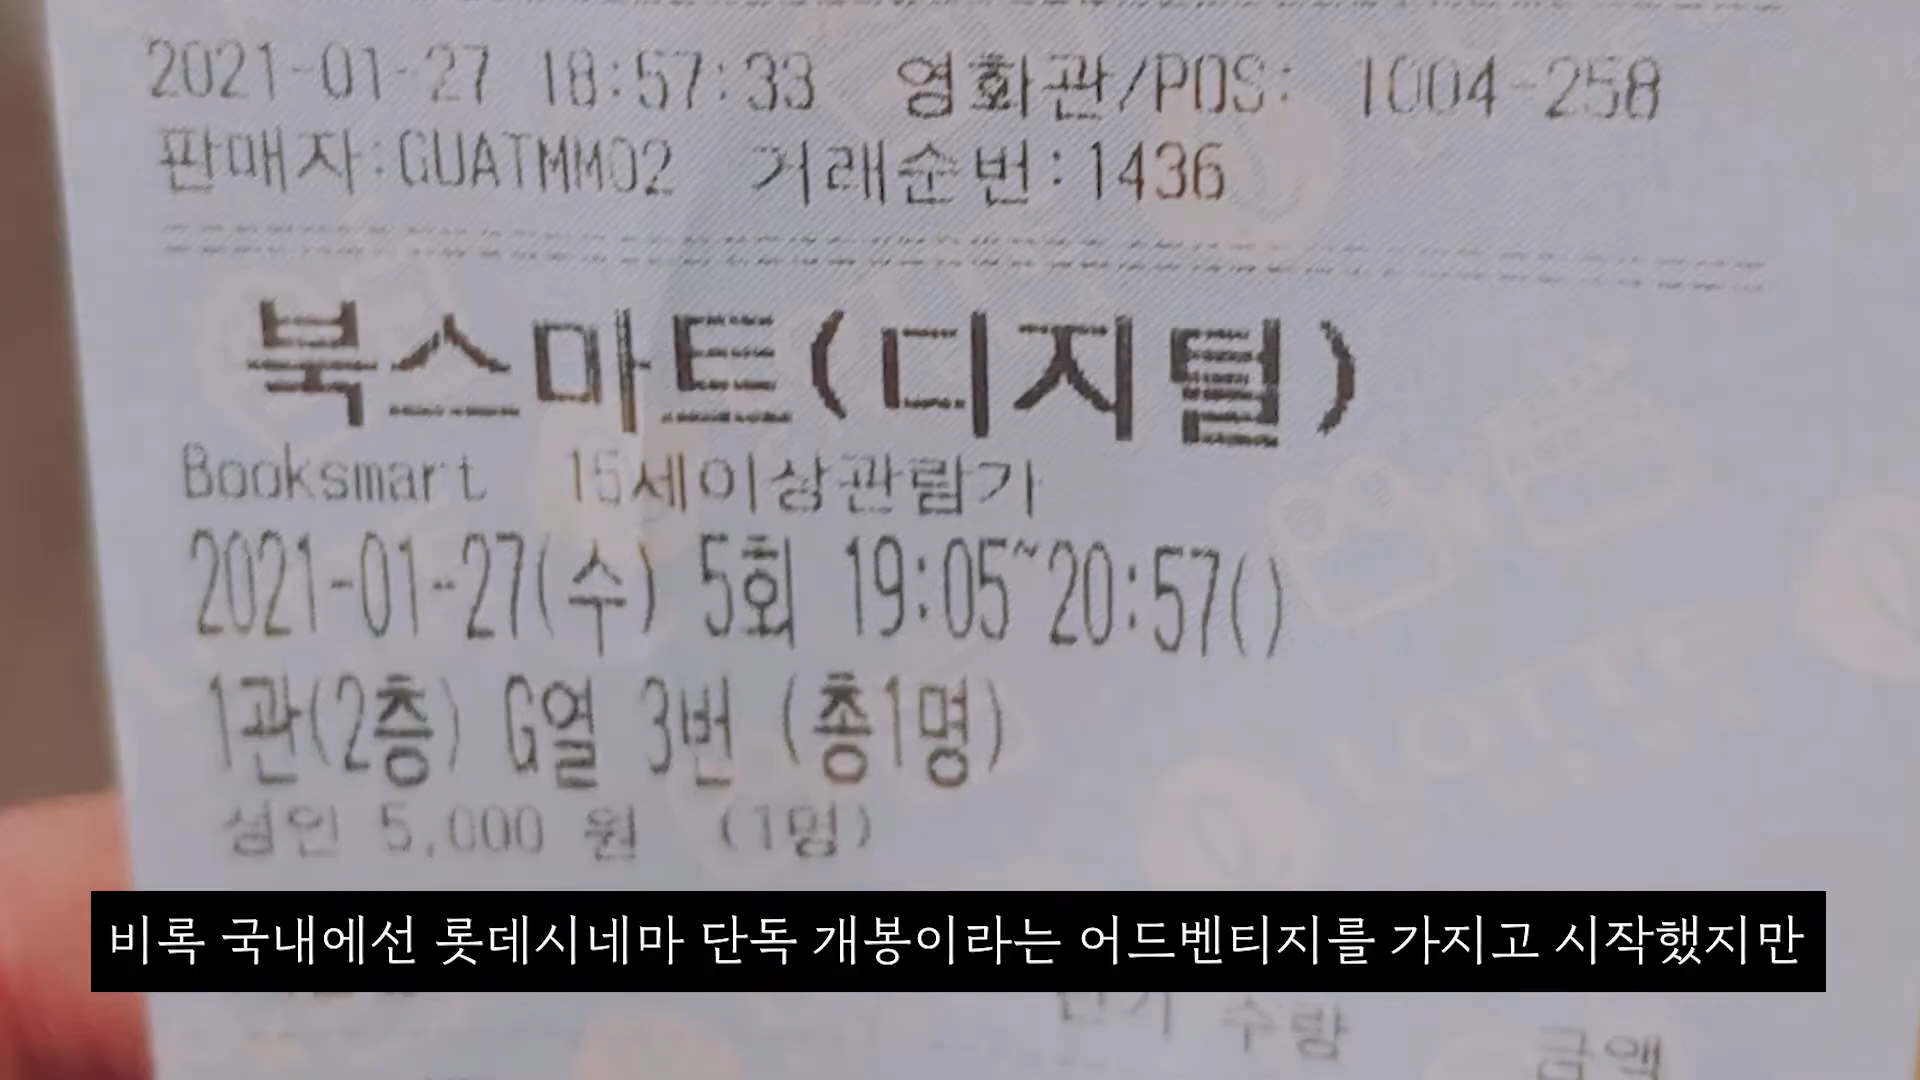 2021-01-27 18:57:33 영화관/POS: 1004-258
판매자:GUATMM02 거래순번:1436
북스마트(디지털)
Booksmart 15세이상관람가
2021-01-27(수) 5회 19:05~20:57()
1관(2층) G열 3번 (총1명)
성인 5,000 원 (1명)
비록 국내에선 롯데시네마 단독 개봉이라는 어드벤티지를 가지고 시작했지만
단가 수량 금액